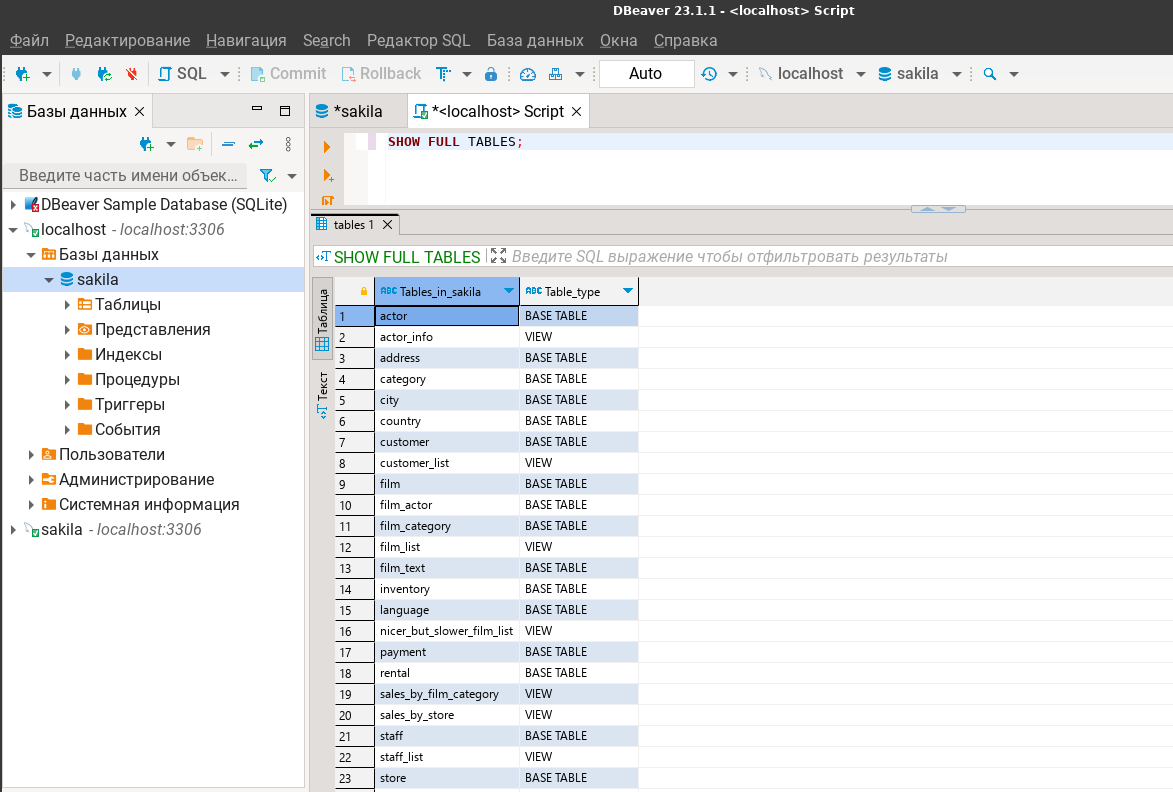 DBeaver 23.1.1 - <localhost> Script
Файл Редактирование Навигация Search Редактор SQL База данных Окна Справка
SQL Commit Rollback Auto localhost sakila
Базы данных
*sakila
*<localhost> Script
SHOW FULL TABLES;
Введите часть имени объек...
DBeaver Sample Database (SQLite)
localhost - localhost:3306
Базы данных
sakila
Таблицы
Представления
Индексы
Процедуры
Триггеры
События
Пользователи
Администрирование
Системная информация
sakila - localhost:3306
tables 1
SHOW FULL TABLES Введите SQL выражение чтобы отфильтровать результаты
Таблица
Текст
ABC Tables_in_sakila ABC Table_type
1 actor BASE TABLE
2 actor_info VIEW
3 address BASE TABLE
4 category BASE TABLE
5 city BASE TABLE
6 country BASE TABLE
7 customer BASE TABLE
8 customer_list VIEW
9 film BASE TABLE
10 film_actor BASE TABLE
11 film_category BASE TABLE
12 film_list VIEW
13 film_text BASE TABLE
14 inventory BASE TABLE
15 language BASE TABLE
16 nicer_but_slower_film_list VIEW
17 payment BASE TABLE
18 rental BASE TABLE
19 sales_by_film_category VIEW
20 sales_by_store VIEW
21 staff BASE TABLE
22 staff_list VIEW
23 store BASE TABLE